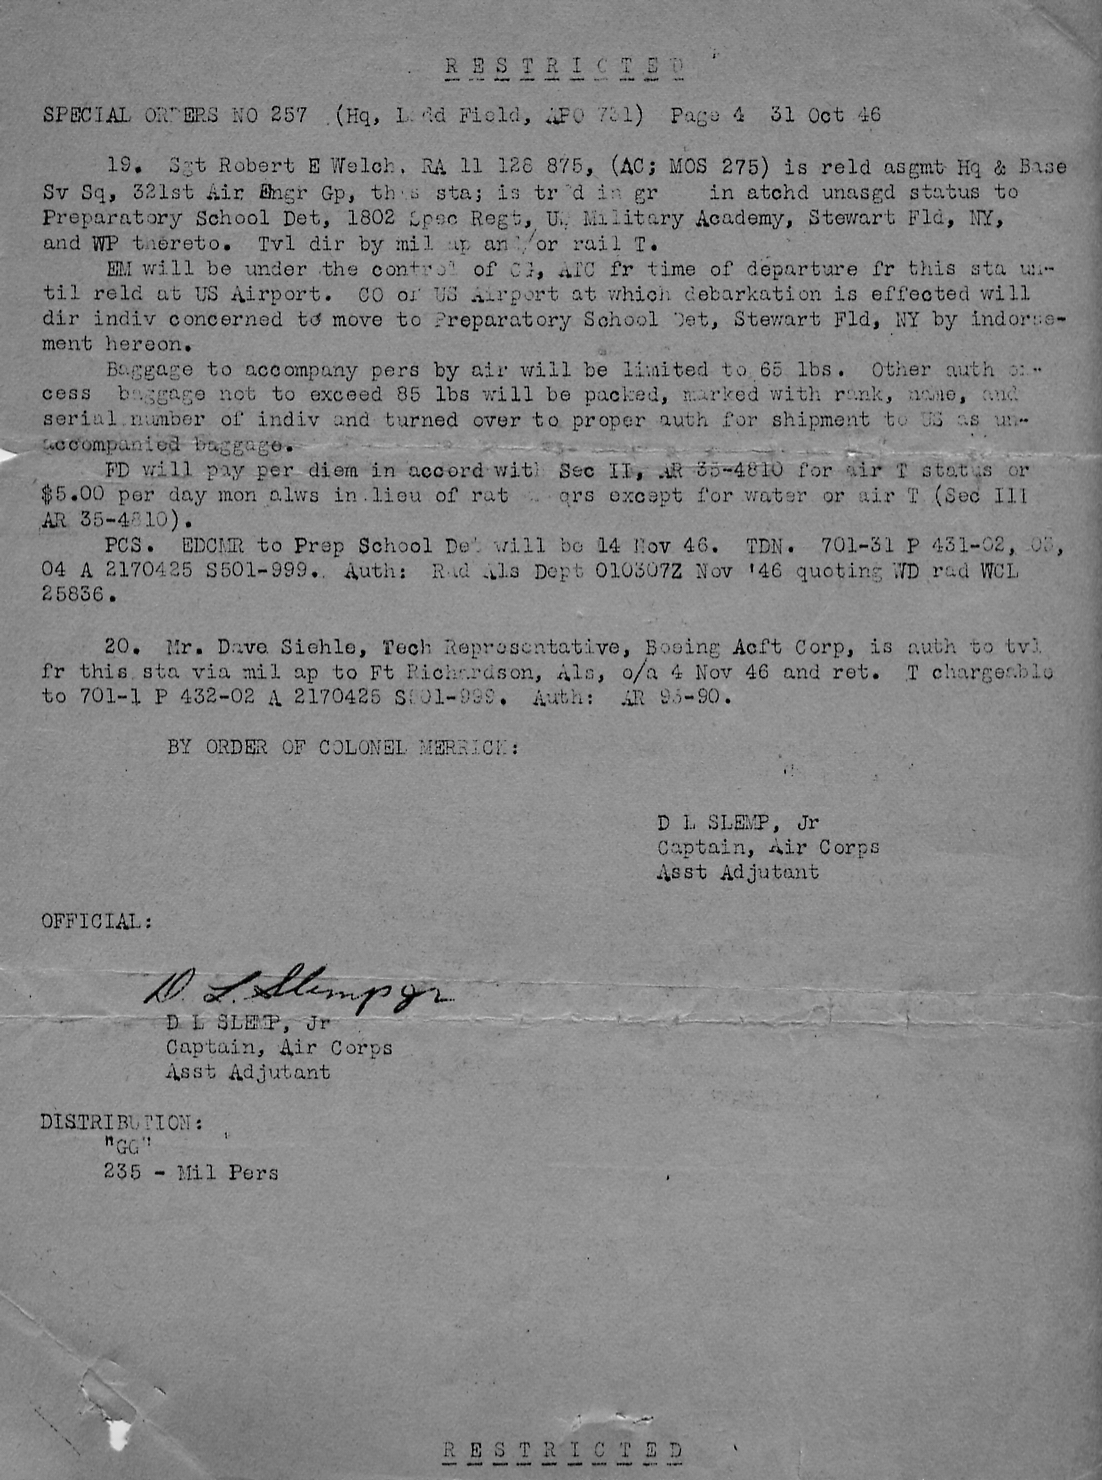 RESTRICTED
SPECIAL ORDERS NO 257 (Hq, Ladd Field, APO 731) Page 4 31 Oct 46
19. Sgt Robert E Welch, RA 11 128 875, (AC; MOS 275) is reld asgmt Hq & Base
Sv Sq, 321st Air Engr Gp, this sta; is tr'd in gr in atchd unasgd status to
Preparatory School Det, 1802 Spec Regt, US Military Academy, Stewart Fld, NY,
and WP thereto. Tvl dir by mil ap and/or rail T.
EM will be under the control of CG, ATC fr time of departure fr this sta un-
til reld at US Airport. CO of US Airport at which debarkation is effected will
dir indiv concerned to move to Preparatory School Det, Stewart Fld, NY by indorse-
ment hereon.
Baggage to accompany pers by air will be limited to 65 lbs. Other auth ex-
cess baggage not to exceed 85 lbs will be packed, marked with rank, name, and
serial number of indiv and turned over to proper auth for shipment to US as un-
accompanied baggage.
FD will pay per diem in accord with Sec II, AR 35-4810 for air T status or
$5.00 per day mon alws in lieu of rat qrs except for water or air T (Sec III
AR 35-4810).
PCS. EDCMR to Prep School Det will be 14 Nov 46. TDN. 701-31 P 431-02, 03,
04 A 2170425 S501-999. Auth: Rad Als Dept 010307Z Nov '46 quoting WD rad WCL
25836.
20. Mr. Dave Siehle, Tech Representative, Boeing Acft Corp, is auth to tvl
fr this sta via mil ap to Ft Richardson, Als, o/a 4 Nov 46 and ret. T chargeable
to 701-1 P 432-02 A 2170425 S501-999. Auth: AR 95-90.
BY ORDER OF COLONEL MERRICK:
D L SLEMP, Jr
Captain, Air Corps
Asst Adjutant
OFFICIAL:
D. L. Slemp Jr
D L SLEMP, Jr
Captain, Air Corps
Asst Adjutant
DISTRIBUTION:
"GG"
235 - Mil Pers
RESTRICTED